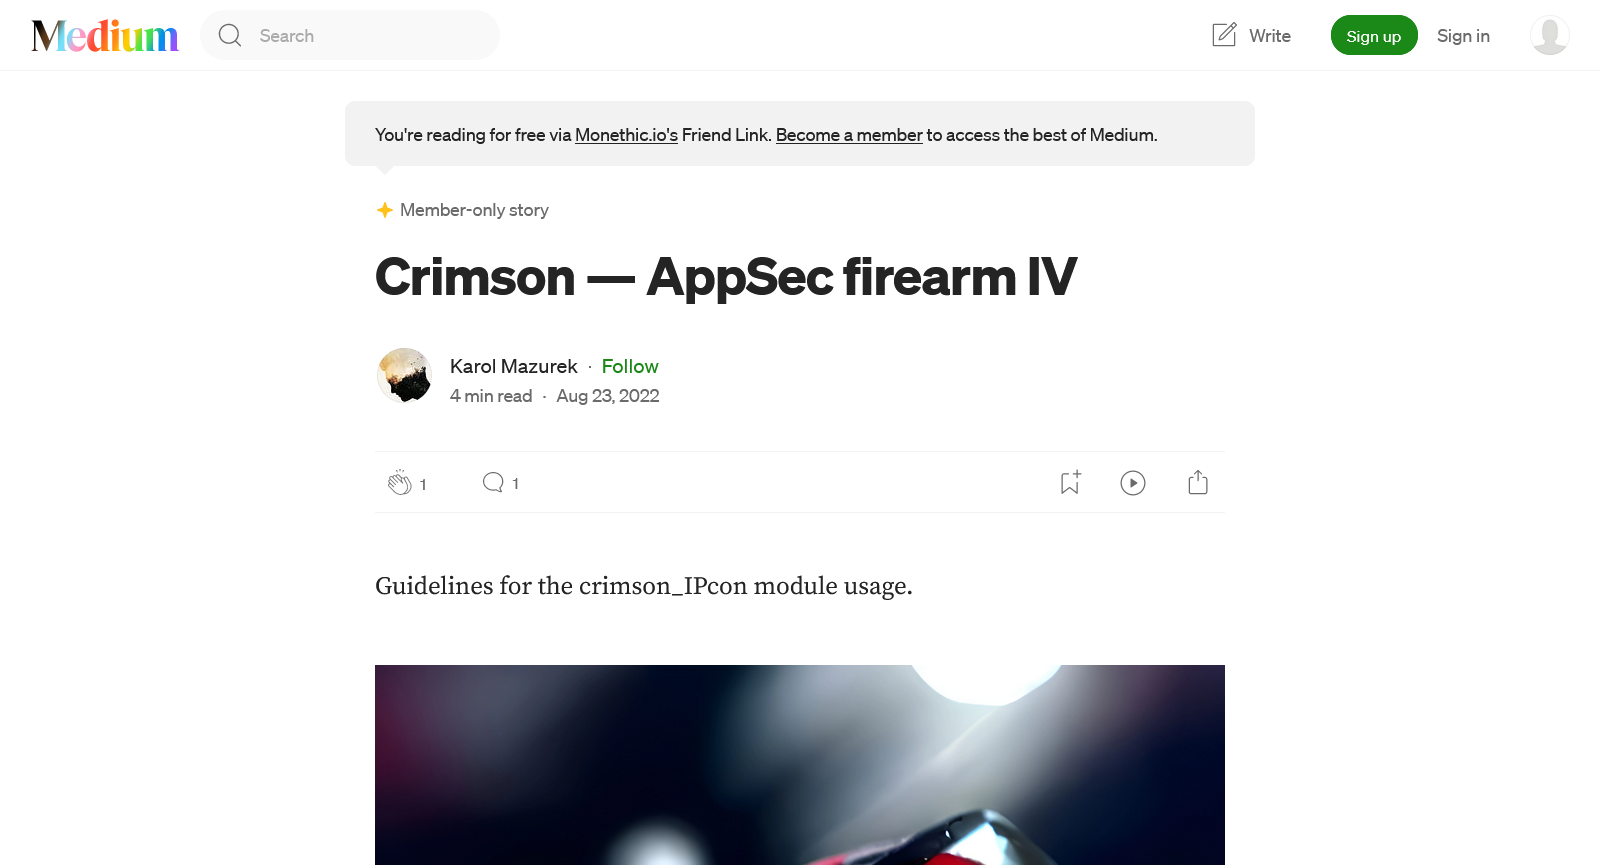 Medium
Search
Write
Sign up
Sign in
You're reading for free via Monethic.io's Friend Link. Become a member to access the best of Medium.
Member-only story
Crimson — AppSec firearm IV
Karol Mazurek · Follow
4 min read · Aug 23, 2022
1
1
Guidelines for the crimson_IPcon module usage.